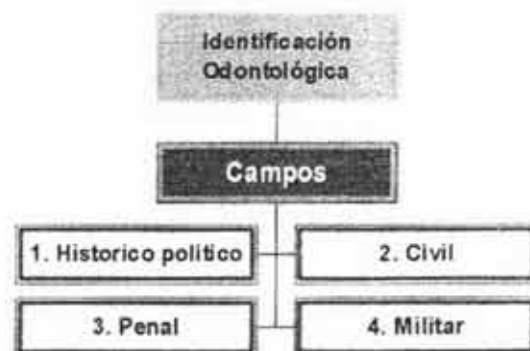 Identificación
Odontológica
Campos
1. Historico politico
2. Civil
3. Penal
4. Militar